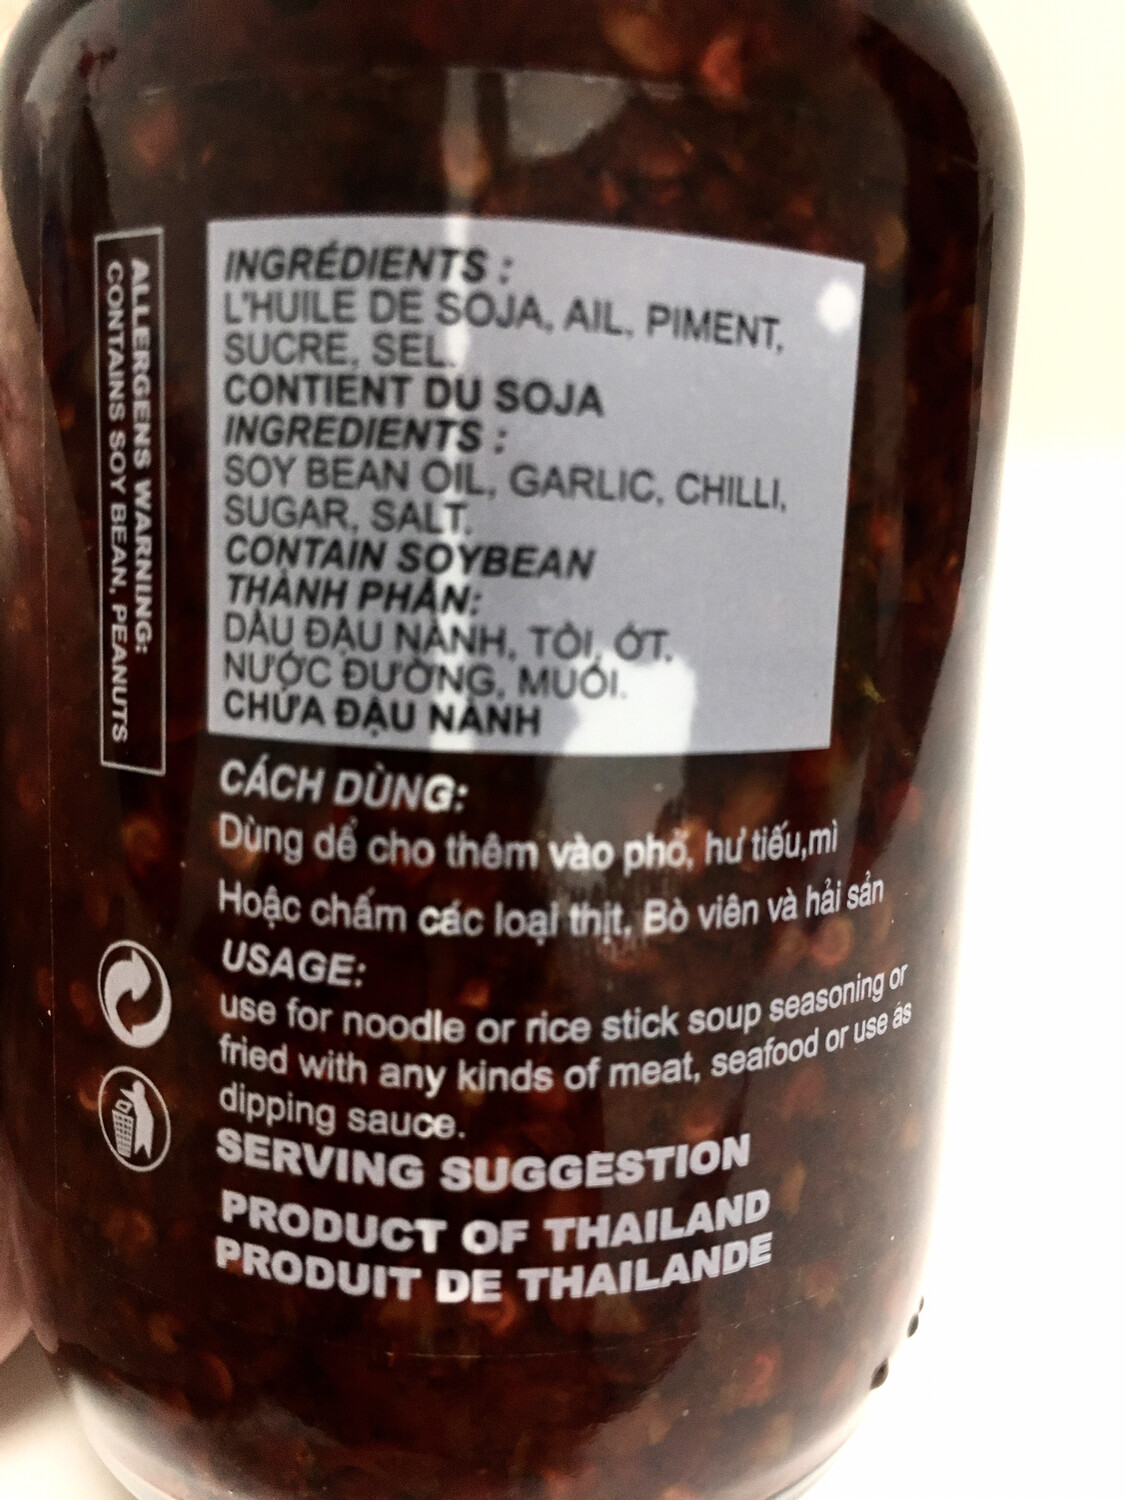 ALLERGENS WARNING:
CONTAINS SOY BEAN, PEANUTS
INGRÉDIENTS :
L'HUILE DE SOJA, AIL, PIMENT,
SUCRE, SEL.
CONTIENT DU SOJA
INGREDIENTS :
SOY BEAN OIL, GARLIC, CHILLI,
SUGAR, SALT.
CONTAIN SOYBEAN
THÀNH PHẦN:
DẦU ĐẬU NÀNH, TỎI, ỚT,
NƯỚC ĐƯỜNG, MUỐI.
CHỨA ĐẬU NÀNH
CÁCH DÙNG:
Dùng dể cho thêm vào phở, hư tiếu,mì
Hoặc chấm các loại thịt, Bò viên và hải sản
USAGE:
use for noodle or rice stick soup seasoning or
fried with any kinds of meat, seafood or use as
dipping sauce.
SERVING SUGGESTION
PRODUCT OF THAILAND
PRODUIT DE THAILANDE